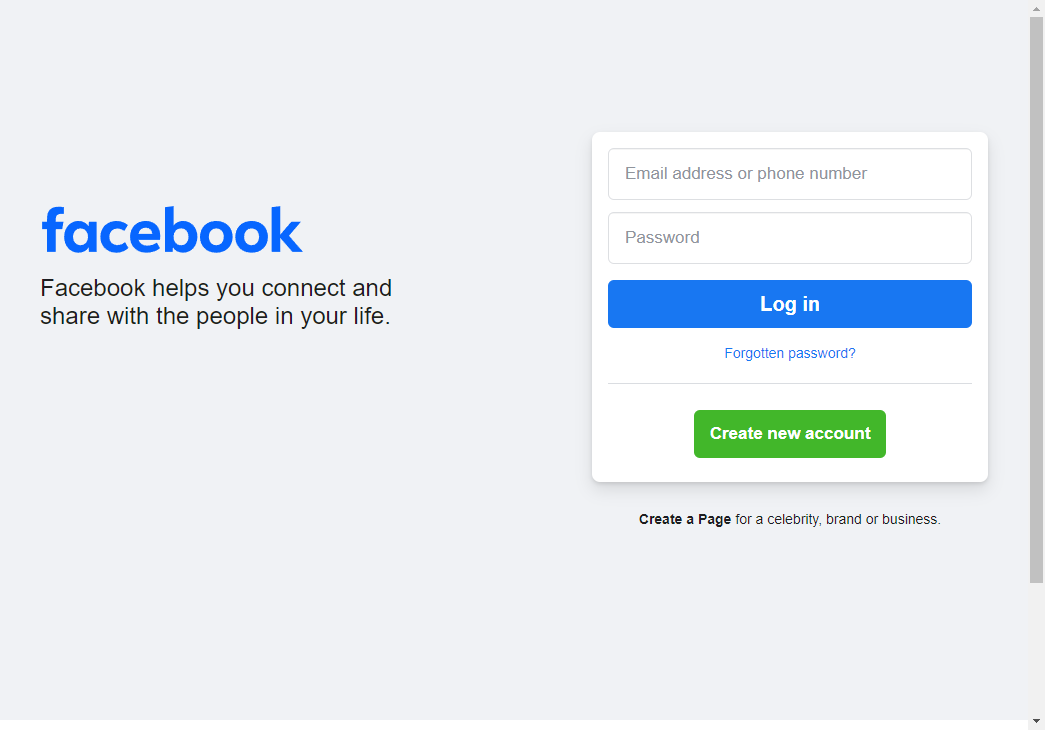 facebook
Facebook helps you connect and
share with the people in your life.
Email address or phone number
Password
Log in
Forgotten password?
Create new account
Create a Page for a celebrity, brand or business.